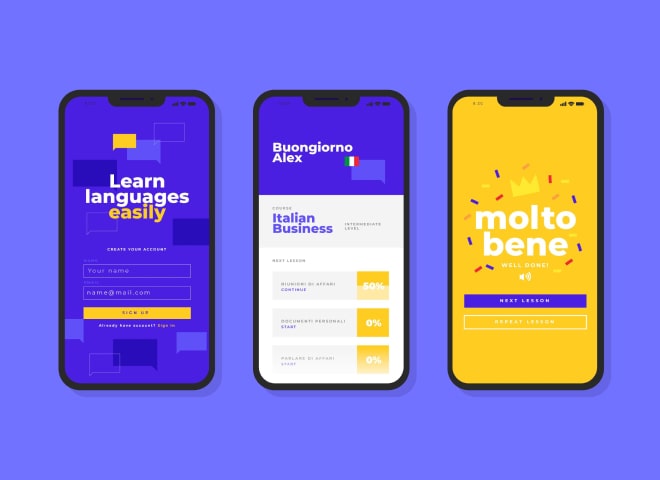 Learn
languages
easily
CREATE YOUR ACCOUNT
NAME
Your name
EMAIL
name@mail.com
SIGN UP
Already have account? Sign in
Buongiorno
Alex
COURSE
Italian
Business
INTERMEDIATE
LEVEL
NEXT LESSON
RIUNIONI DI AFFARI
CONTINUE
50%
DOCUMENTI PERSONALI
START
0%
PARLARE DI AFFARI
START
0%
molto
bene
WELL DONE!
NEXT LESSON
REPEAT LESSON